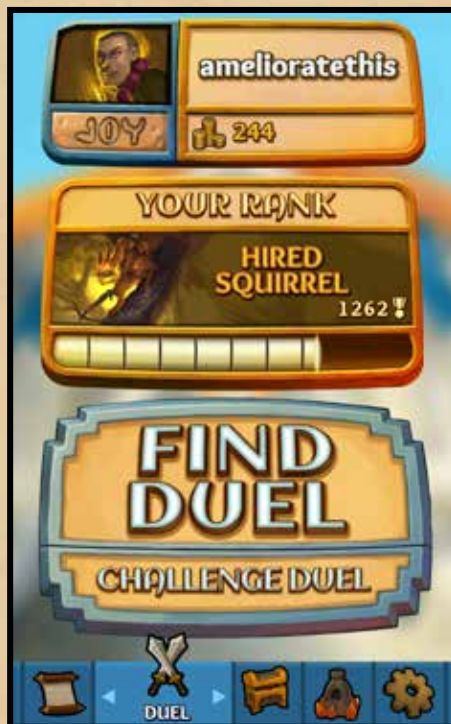 amelioratethis
JOY
244
YOUR RANK
HIRED
SQUIRREL
1262
FIND
DUEL
CHALLENGE DUEL
DUEL